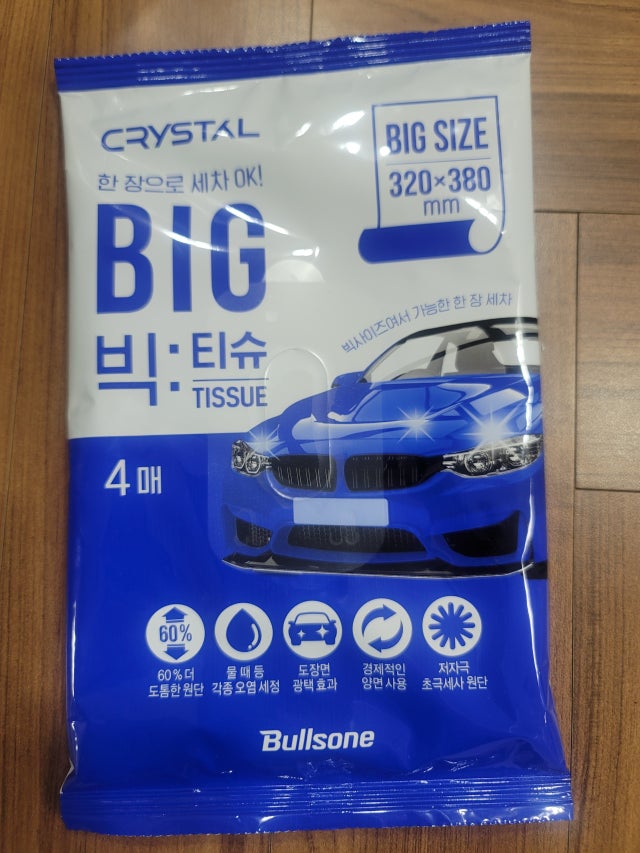 CRYSTAL
한 장으로 세차 OK!
BIG
빅:티슈
TISSUE
BIG SIZE
320×380
mm
빅사이즈여서 가능한 한 장 세차
4매
60%
60% 더
도톰한 원단
물 때 등
각종 오염 세정
도장면
광택 효과
경제적인
양면 사용
저자극
초극세사 원단
Bullsone